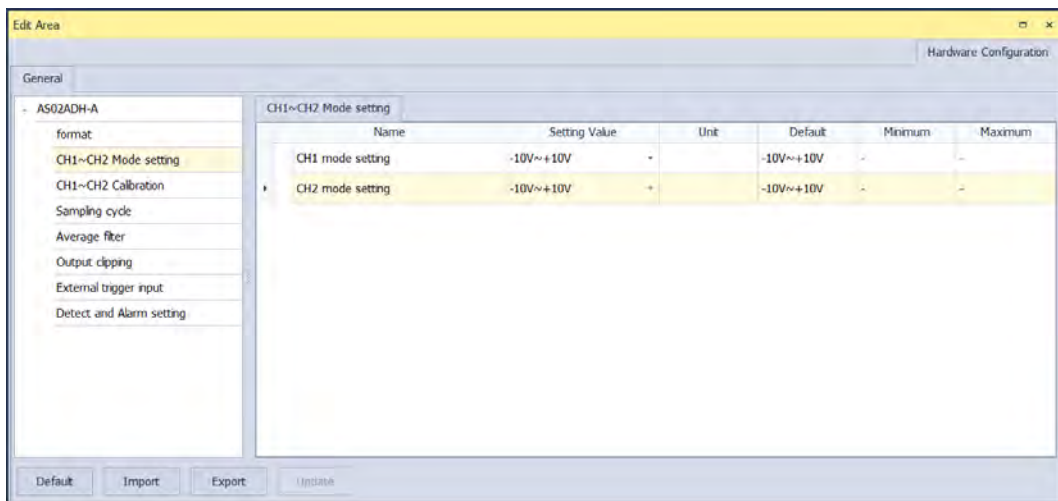 Edit Area
Hardware Configuration
General
- AS02ADH-A
format
CH1~CH2 Mode setting
CH1~CH2 Calibration
Sampling cycle
Average filter
Output clipping
External trigger input
Detect and Alarm setting
CH1~CH2 Mode setting
Name Setting Value Unit Default Minimum Maximum
CH1 mode setting -10V~+10V -10V~+10V - -
CH2 mode setting -10V~+10V -10V~+10V - -
Default Import Export Update